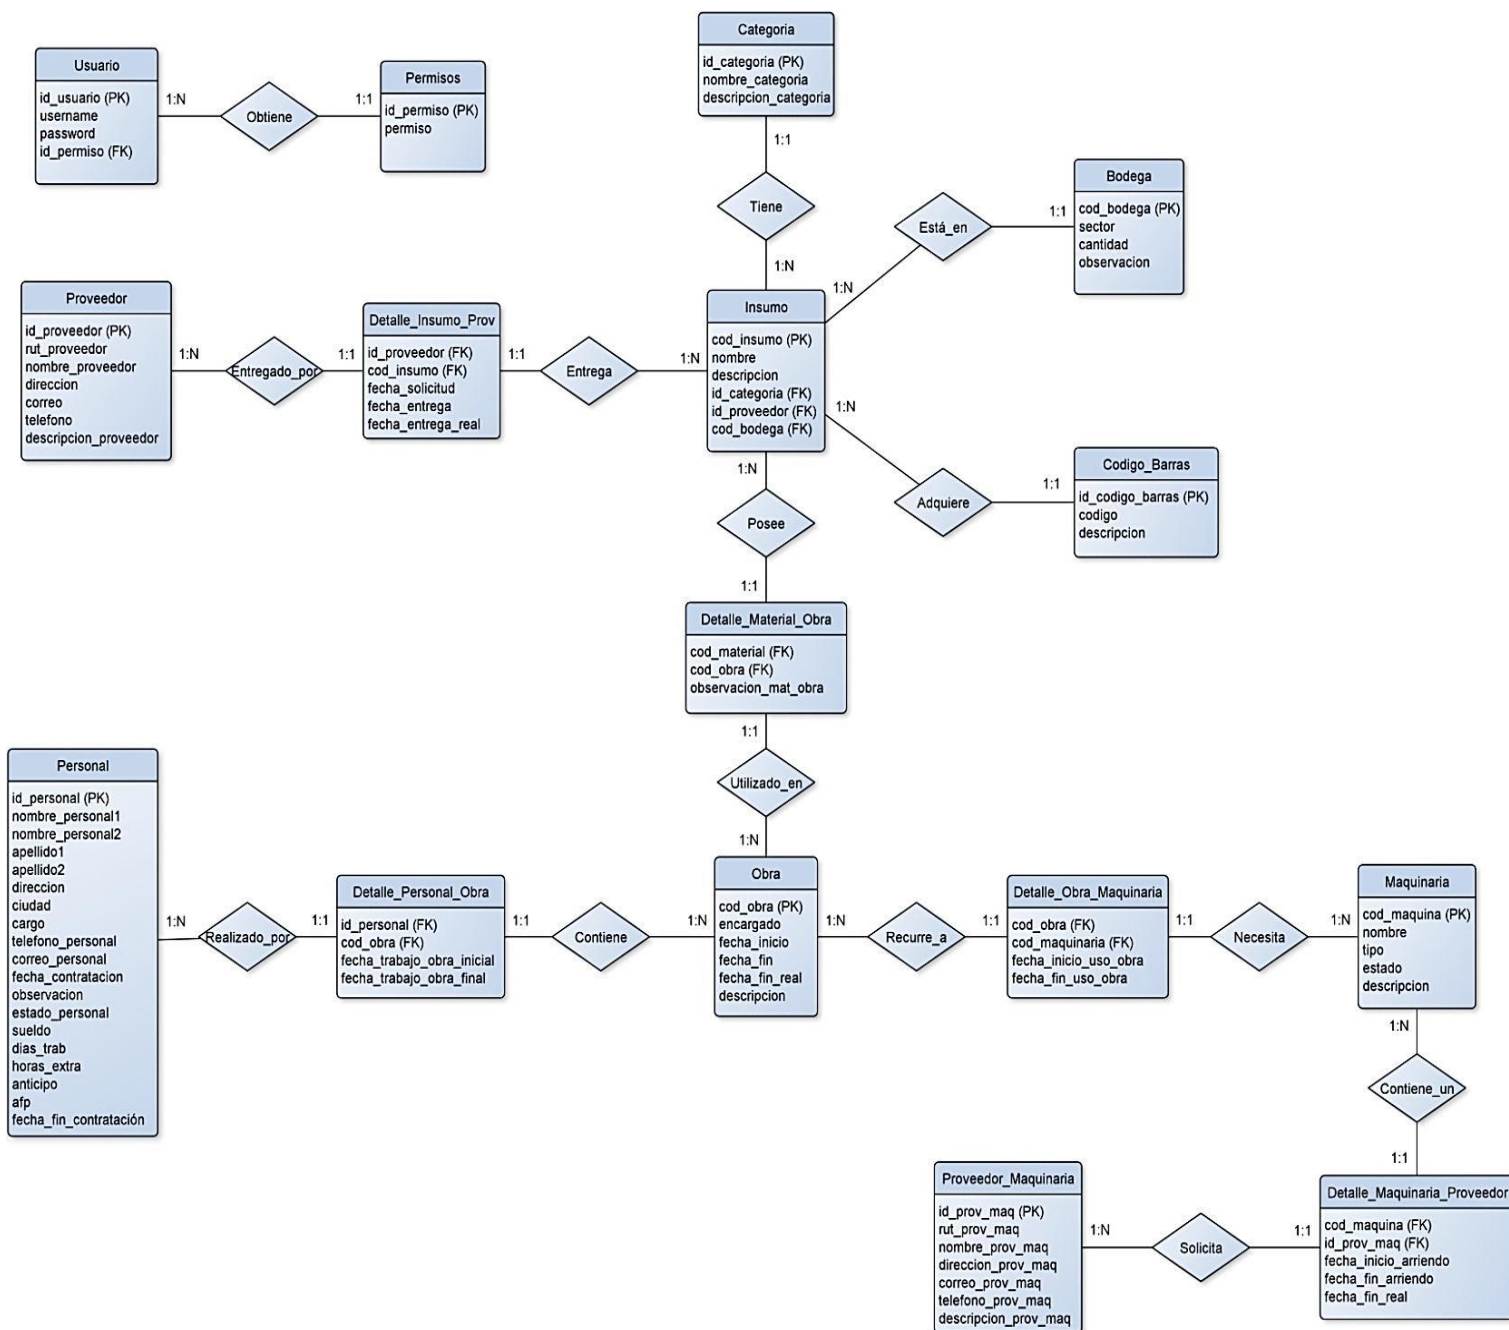 Categoria
id_categoria (PK)
nombre_categoria
descripcion_categoria
Usuario
id_usuario (PK)
username
password
id_permiso (FK)
1:N
Obtiene
1:1
Permisos
id_permiso (PK)
permiso
1:1
Tiene
1:N
Bodega
cod_bodega (PK)
sector
cantidad
observacion
1:1
Está_en
1:N
Proveedor
id_proveedor (PK)
rut_proveedor
nombre_proveedor
direccion
correo
telefono
descripcion_proveedor
1:N
Entregado_por
1:1
Detalle_Insumo_Prov
id_proveedor (FK)
cod_insumo (FK)
fecha_solicitud
fecha_entrega
fecha_entrega_real
1:1
Entrega
1:N
Insumo
cod_insumo (PK)
nombre
descripcion
id_categoria (FK)
id_proveedor (FK)
cod_bodega (FK)
1:N
Adquiere
1:1
Codigo_Barras
id_codigo_barras (PK)
codigo
descripcion
1:N
Posee
1:1
Detalle_Material_Obra
cod_material (FK)
cod_obra (FK)
observacion_mat_obra
1:1
Utilizado_en
1:N
Personal
id_personal (PK)
nombre_personal1
nombre_personal2
apellido1
apellido2
direccion
ciudad
cargo
telefono_personal
correo_personal
fecha_contratacion
observacion
estado_personal
sueldo
dias_trab
horas_extra
anticipo
afp
fecha_fin_contratación
1:N
Realizado_por
1:1
Detalle_Personal_Obra
id_personal (FK)
cod_obra (FK)
fecha_trabajo_obra_inicial
fecha_trabajo_obra_final
1:1
Contiene
1:N
Obra
cod_obra (PK)
encargado
fecha_inicio
fecha_fin
fecha_fin_real
descripcion
1:N
Recurre_a
1:1
Detalle_Obra_Maquinaria
cod_obra (FK)
cod_maquinaria (FK)
fecha_inicio_uso_obra
fecha_fin_uso_obra
1:1
Necesita
1:N
Maquinaria
cod_maquina (PK)
nombre
tipo
estado
descripcion
1:N
Contiene_un
1:1
Proveedor_Maquinaria
id_prov_maq (PK)
rut_prov_maq
nombre_prov_maq
direccion_prov_maq
correo_prov_maq
telefono_prov_maq
descripcion_prov_maq
1:N
Solicita
1:1
Detalle_Maquinaria_Proveedor
cod_maquina (FK)
id_prov_maq (FK)
fecha_inicio_arriendo
fecha_fin_arriendo
fecha_fin_real